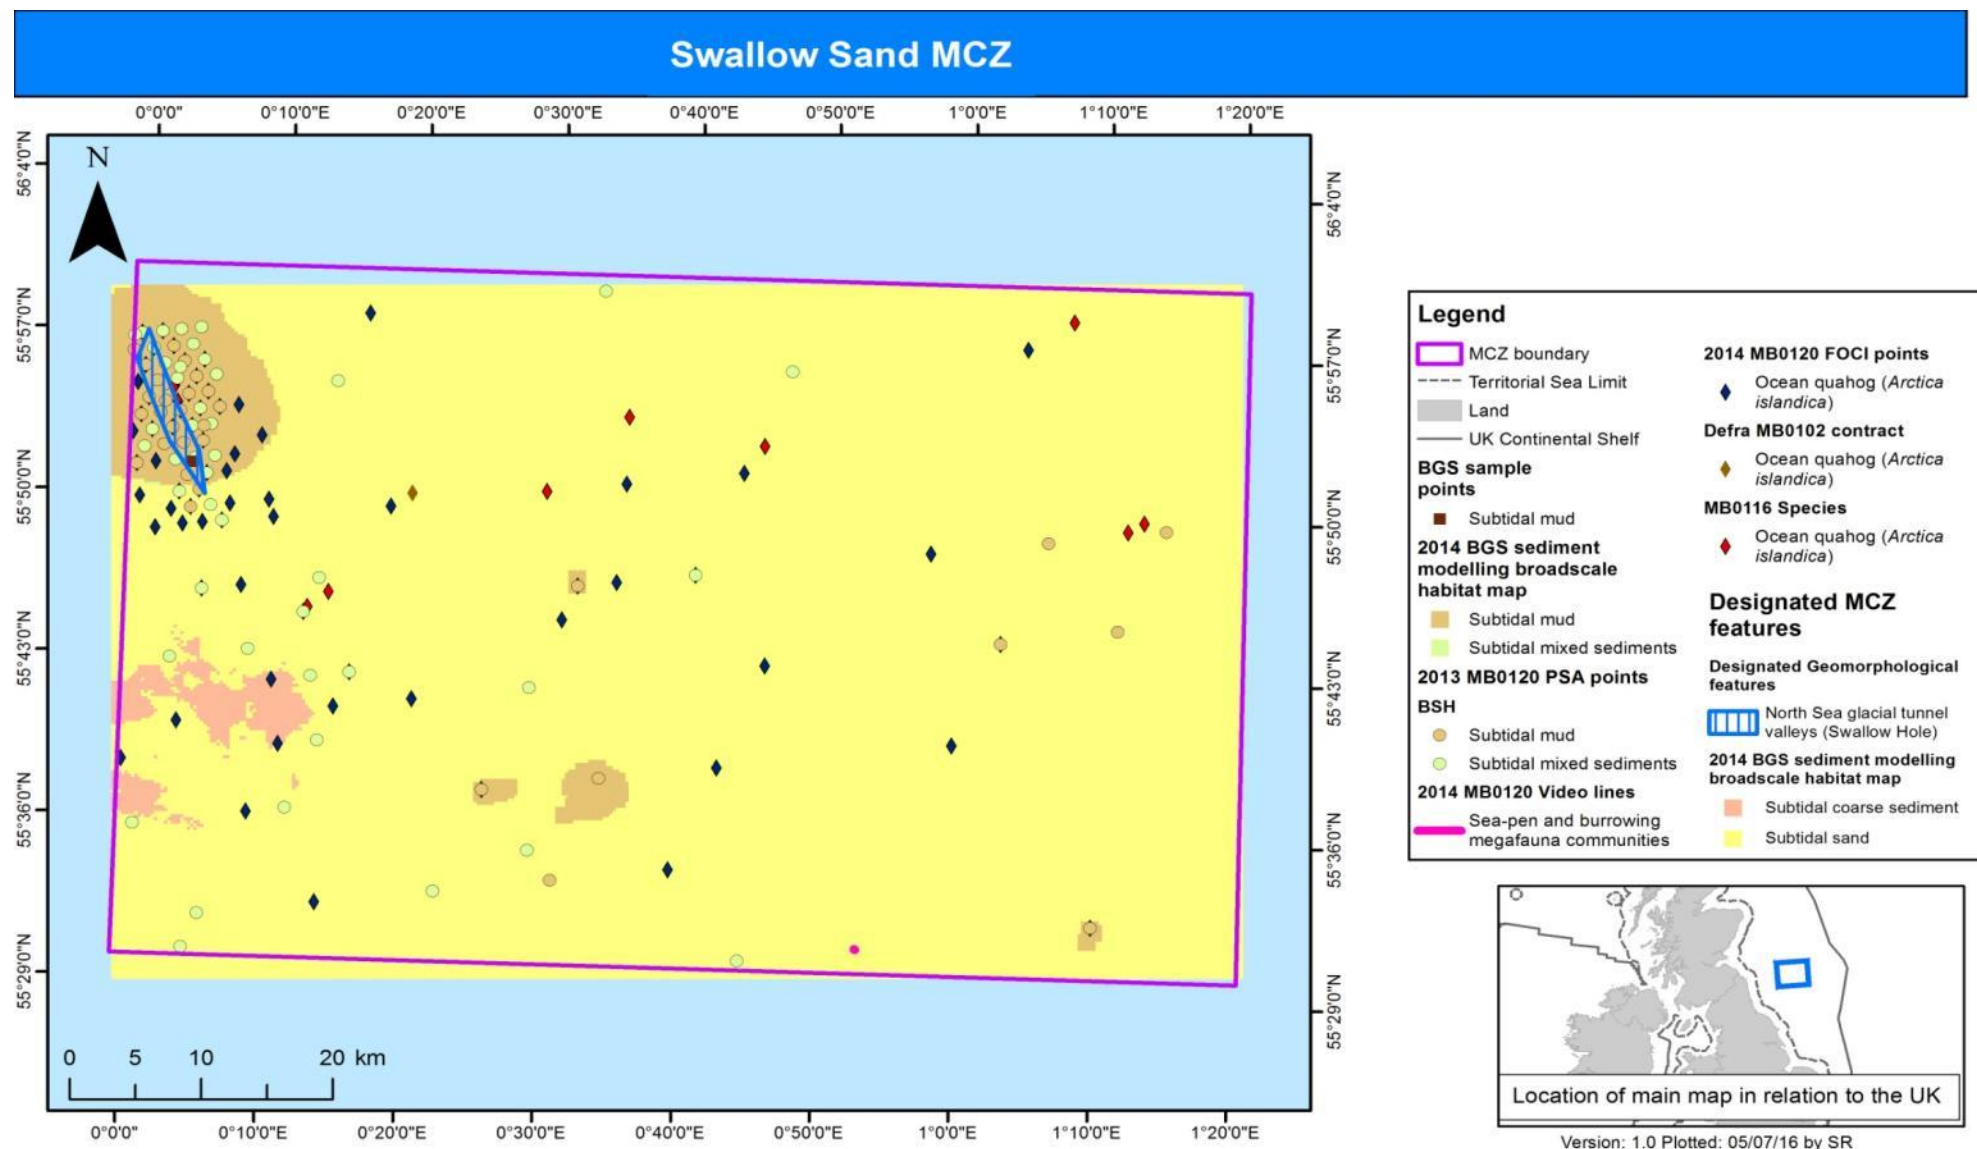 Swallow Sand MCZ
0°0'0" 0°10'0"E 0°20'0"E 0°30'0"E 0°40'0"E 0°50'0"E 1°0'0"E 1°10'0"E 1°20'0"E
N
56°4'0"N
55°57'0"N
55°50'0"N
55°43'0"N
55°36'0"N
55°29'0"N
56°4'0"N
55°57'0"N
55°50'0"N
55°43'0"N
55°36'0"N
55°29'0"N
0 5 10 20 km
0°0'0" 0°10'0"E 0°20'0"E 0°30'0"E 0°40'0"E 0°50'0"E 1°0'0"E 1°10'0"E 1°20'0"E
Legend
MCZ boundary
Territorial Sea Limit
Land
UK Continental Shelf
BGS sample
points
Subtidal mud
2014 BGS sediment
modelling broadscale
habitat map
Subtidal mud
Subtidal mixed sediments
2013 MB0120 PSA points
BSH
Subtidal mud
Subtidal mixed sediments
2014 MB0120 Video lines
Sea-pen and burrowing
megafauna communities
2014 MB0120 FOCI points
Ocean quahog (Arctica
islandica)
Defra MB0102 contract
Ocean quahog (Arctica
islandica)
MB0116 Species
Ocean quahog (Arctica
islandica)
Designated MCZ
features
Designated Geomorphological
features
North Sea glacial tunnel
valleys (Swallow Hole)
2014 BGS sediment modelling
broadscale habitat map
Subtidal coarse sediment
Subtidal sand
Location of main map in relation to the UK
Version: 1.0 Plotted: 05/07/16 by SR